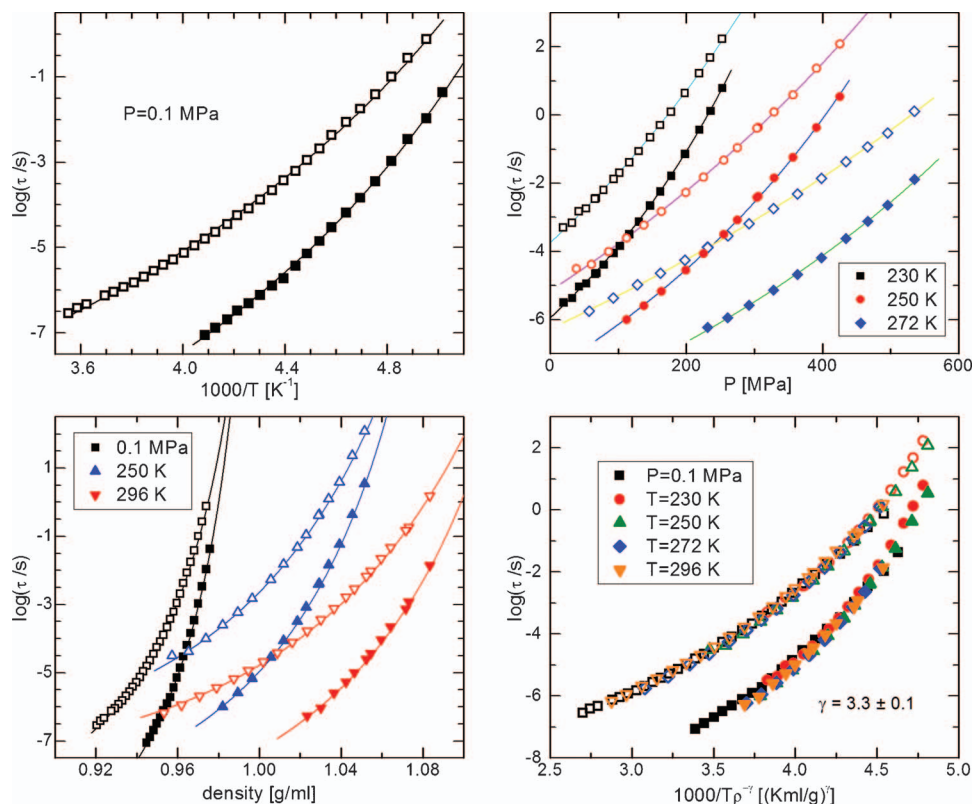 P=0.1 MPa
log(τ /s)
-1
-3
-5
-7
3.6 4.0 4.4 4.8
1000/T [K⁻¹]
230 K
250 K
272 K
log(τ/s)
2
0
-2
-4
-6
0 200 400 600
P [MPa]
0.1 MPa
250 K
296 K
log(τ /s)
1
-1
-3
-5
-7
0.92 0.96 1.00 1.04 1.08
density [g/ml]
P=0.1 MPa
T=230 K
T=250 K
T=272 K
T=296 K
γ = 3.3 ± 0.1
log(τ /s)
2
0
-2
-4
-6
-8
2.5 3.0 3.5 4.0 4.5 5.0
1000/Tρ^-γ [(Kml/g)^γ]